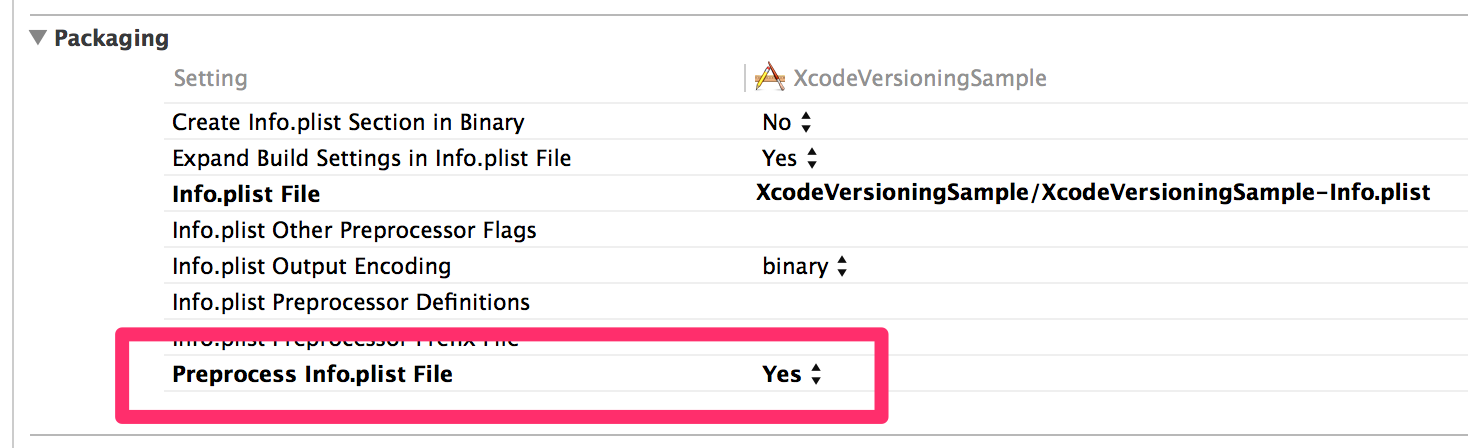 Packaging
Setting XcodeVersioningSample
Create Info.plist Section in Binary No
Expand Build Settings in Info.plist File Yes
Info.plist File XcodeVersioningSample/XcodeVersioningSample-Info.plist
Info.plist Other Preprocessor Flags
Info.plist Output Encoding binary
Info.plist Preprocessor Definitions
Info.plist Preprocessor Prefix File
Preprocess Info.plist File Yes